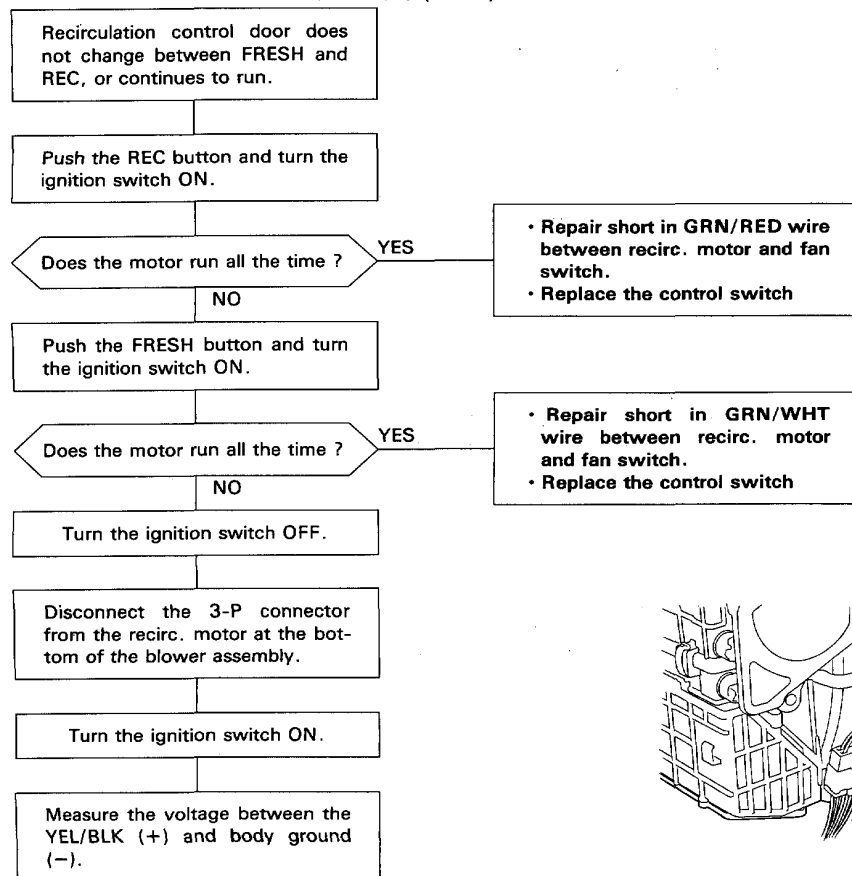 Recirculation control door does
not change between FRESH and
REC, or continues to run.
Push the REC button and turn the
ignition switch ON.
Does the motor run all the time ?
YES
• Repair short in GRN/RED wire
between recirc. motor and fan
switch.
• Replace the control switch
NO
Push the FRESH button and turn
the ignition switch ON.
Does the motor run all the time ?
YES
• Repair short in GRN/WHT
wire between recirc. motor
and fan switch.
• Replace the control switch
NO
Turn the ignition switch OFF.
Disconnect the 3-P connector
from the recirc. motor at the bot-
tom of the blower assembly.
Turn the ignition switch ON.
Measure the voltage between the
YEL/BLK (+) and body ground
(−).